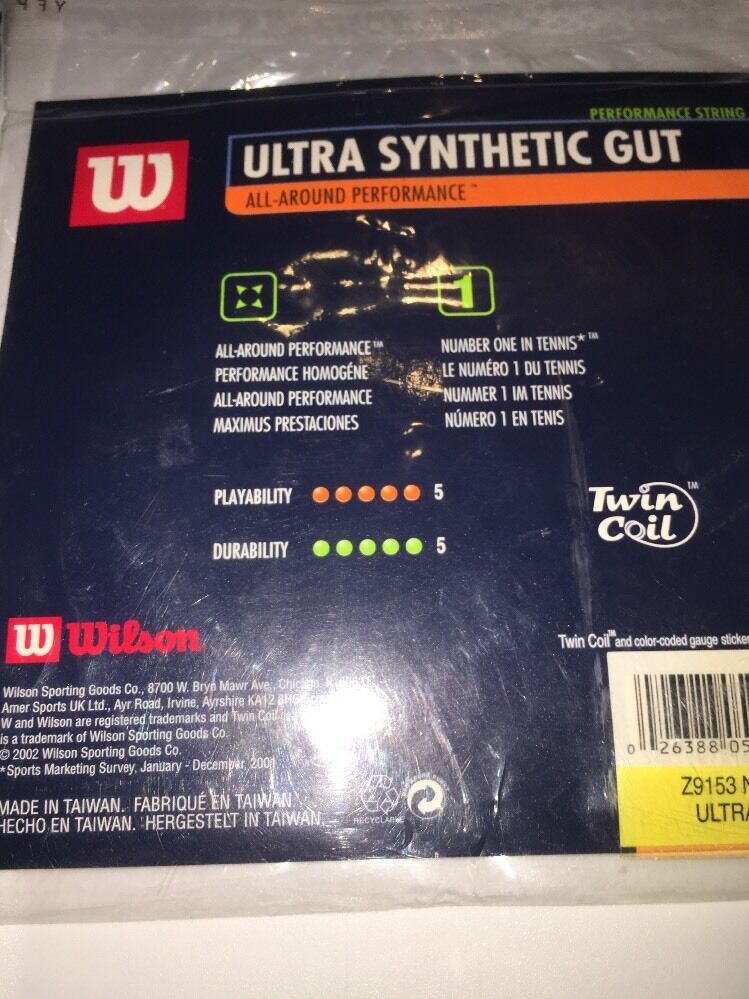 PERFORMANCE STRING
W
ULTRA SYNTHETIC GUT
ALL-AROUND PERFORMANCE™
1
ALL-AROUND PERFORMANCE™
PERFORMANCE HOMOGÉNE
ALL-AROUND PERFORMANCE
MAXIMUS PRESTACIONES
NUMBER ONE IN TENNIS*™
LE NUMÉRO 1 DU TENNIS
NUMMER 1 IM TENNIS
NÚMERO 1 EN TENIS
PLAYABILITY 5
DURABILITY 5
Twin Coil™
W Wilson
Twin Coil™ and color-coded gauge sticker
Wilson Sporting Goods Co., 8700 W. Bryn Mawr Ave., Chicago,
Amer Sports UK Ltd., Ayr Road, Irvine, Ayrshire KA12
W and Wilson are registered trademarks and Twin Coil
is a trademark of Wilson Sporting Goods Co.
© 2002 Wilson Sporting Goods Co.
*Sports Marketing Survey, January - December, 2001
MADE IN TAIWAN. FABRIQUÉ EN TAIWAN
HECHO EN TAIWAN. HERGESTELT IN TAIWAN
RECYCLABLE
0 26388 05
Z9153
ULTRA